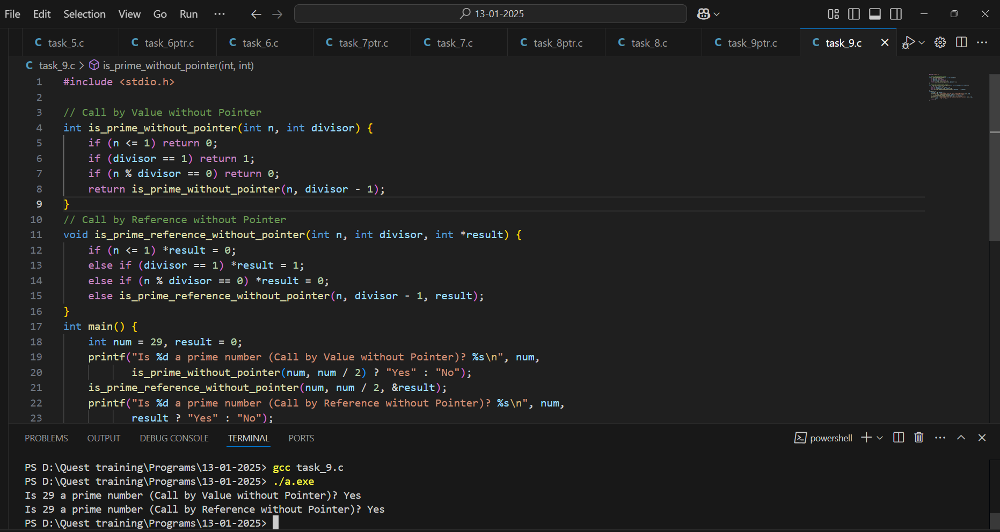 File Edit Selection View Go Run ··· 13-01-2025
task_5.c task_6ptr.c task_6.c task_7ptr.c task_7.c task_8ptr.c task_8.c task_9ptr.c task_9.c
task_9.c > is_prime_without_pointer(int, int)
1 #include <stdio.h>
2
3 // Call by Value without Pointer
4 int is_prime_without_pointer(int n, int divisor) {
5     if (n <= 1) return 0;
6     if (divisor == 1) return 1;
7     if (n % divisor == 0) return 0;
8     return is_prime_without_pointer(n, divisor - 1);
9 }
10 // Call by Reference without Pointer
11 void is_prime_reference_without_pointer(int n, int divisor, int *result) {
12     if (n <= 1) *result = 0;
13     else if (divisor == 1) *result = 1;
14     else if (n % divisor == 0) *result = 0;
15     else is_prime_reference_without_pointer(n, divisor - 1, result);
16 }
17 int main() {
18     int num = 29, result = 0;
19     printf("Is %d a prime number (Call by Value without Pointer)? %s\n", num,
20            is_prime_without_pointer(num, num / 2) ? "Yes" : "No");
21     is_prime_reference_without_pointer(num, num / 2, &result);
22     printf("Is %d a prime number (Call by Reference without Pointer)? %s\n", num,
23            result ? "Yes" : "No");
PROBLEMS OUTPUT DEBUG CONSOLE TERMINAL PORTS powershell
PS D:\Quest training\Programs\13-01-2025> gcc task_9.c
PS D:\Quest training\Programs\13-01-2025> ./a.exe
Is 29 a prime number (Call by Value without Pointer)? Yes
Is 29 a prime number (Call by Reference without Pointer)? Yes
PS D:\Quest training\Programs\13-01-2025>